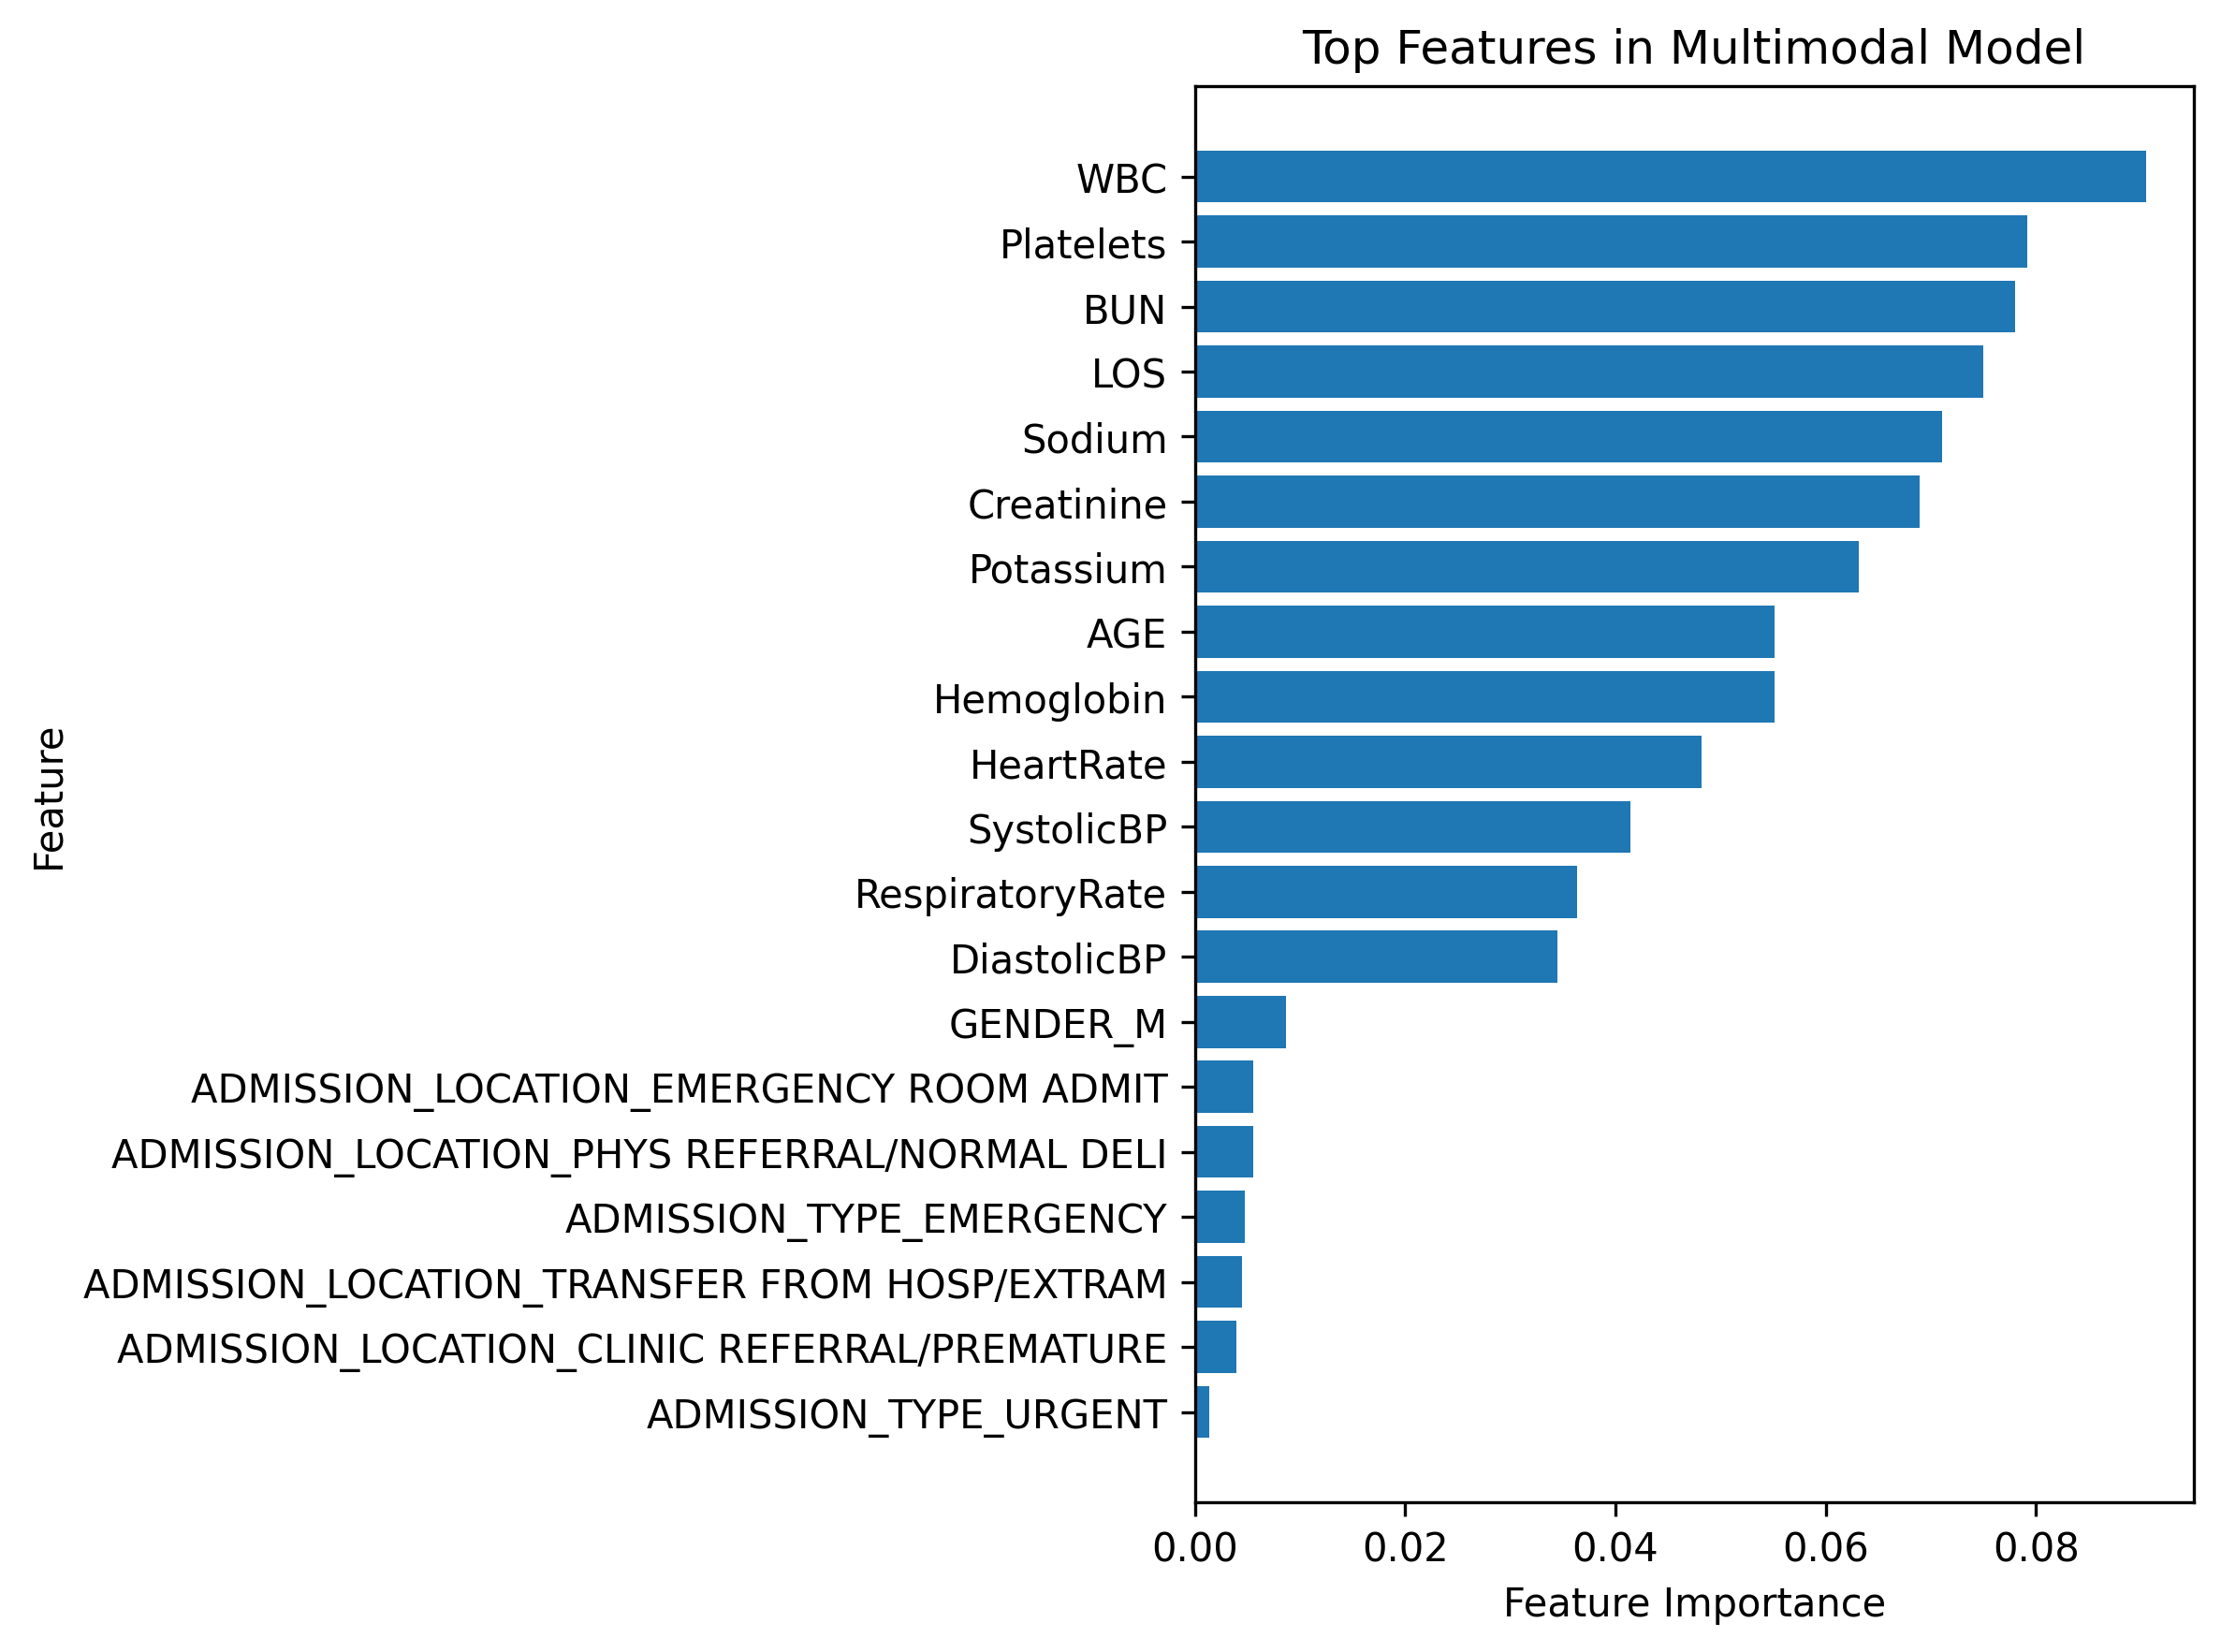 Top Features in Multimodal Model
WBC
Platelets
BUN
LOS
Sodium
Creatinine
Potassium
AGE
Hemoglobin
HeartRate
SystolicBP
RespiratoryRate
DiastolicBP
GENDER_M
ADMISSION_LOCATION_EMERGENCY ROOM ADMIT
ADMISSION_LOCATION_PHYS REFERRAL/NORMAL DELI
ADMISSION_TYPE_EMERGENCY
ADMISSION_LOCATION_TRANSFER FROM HOSP/EXTRAM
ADMISSION_LOCATION_CLINIC REFERRAL/PREMATURE
ADMISSION_TYPE_URGENT
Feature
0.00 0.02 0.04 0.06 0.08
Feature Importance